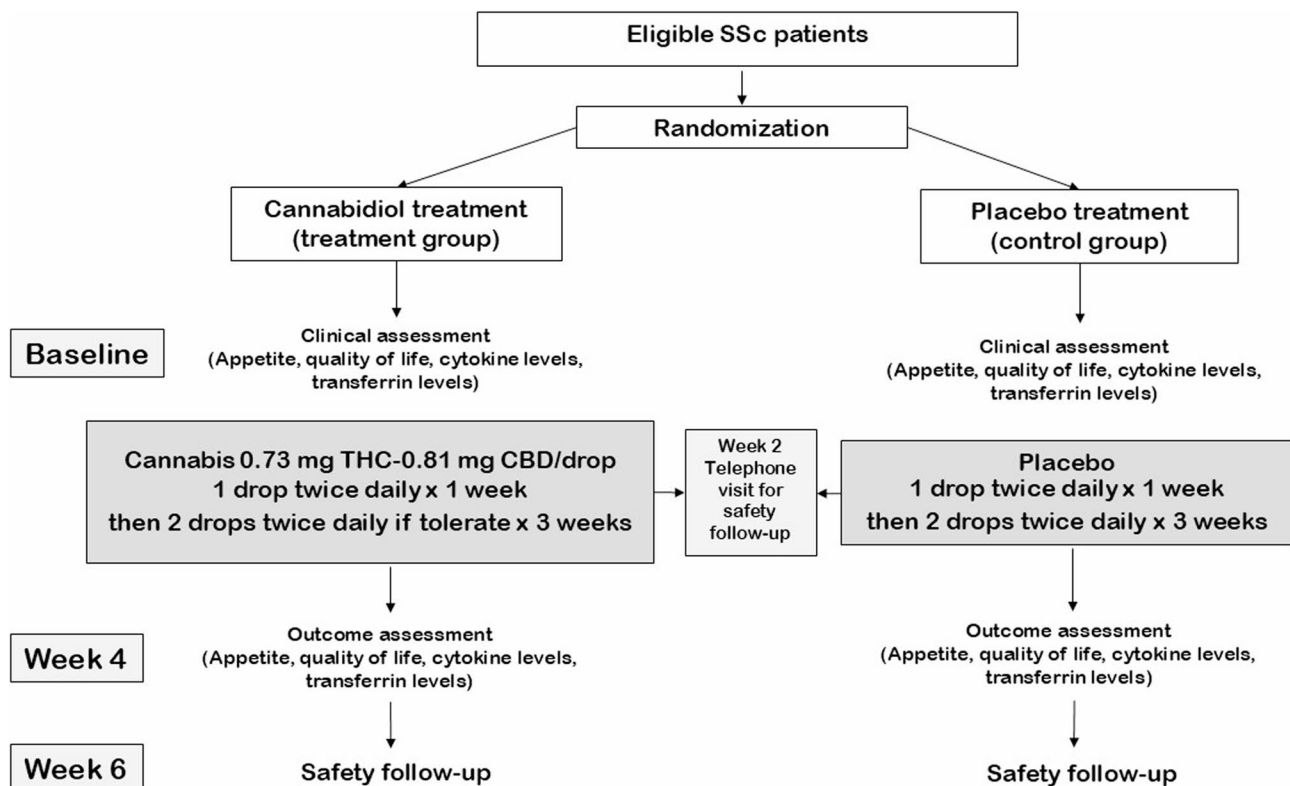 Eligible SSc patients
Randomization
Cannabidiol treatment
(treatment group)
Placebo treatment
(control group)
Baseline
Clinical assessment
(Appetite, quality of life, cytokine levels,
transferrin levels)
Clinical assessment
(Appetite, quality of life, cytokine levels,
transferrin levels)
Cannabis 0.73 mg THC-0.81 mg CBD/drop
1 drop twice daily x 1 week
then 2 drops twice daily if tolerate x 3 weeks
Week 2
Telephone
visit for
safety
follow-up
Placebo
1 drop twice daily x 1 week
then 2 drops twice daily x 3 weeks
Week 4
Outcome assessment
(Appetite, quality of life, cytokine levels,
transferrin levels)
Outcome assessment
(Appetite, quality of life, cytokine levels,
transferrin levels)
Week 6
Safety follow-up
Safety follow-up